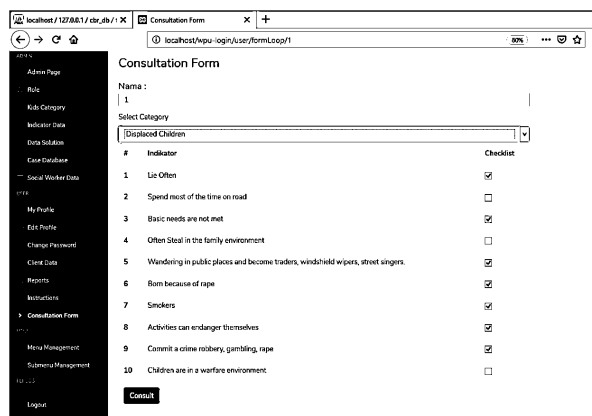 localhost / 127.0.0.1 / cbr_db / t X
Consultation Form X +
localhost/wpu-login/user/formLoop/1 80%
ADMIN
Admin Page
Role
Kids Category
Indicator Data
Data Solution
Case Database
Social Worker Data
USER
My Profile
Edit Profile
Change Password
Client Data
Reports
Instructions
> Consultation Form
Menu Management
Submenu Management
Logout
Consultation Form
Nama :
1
Select Category
Displaced Children
# Indikator Checklist
1 Lie Often
2 Spend most of the time on road
3 Basic needs are not met
4 Often Steal in the family environment
5 Wandering in public places and become traders, windshield wipers, street singers.
6 Born because of rape
7 Smokers
8 Activities can endanger themselves
9 Commit a crime robbery, gambling, rape
10 Children are in a warfare environment
Consult